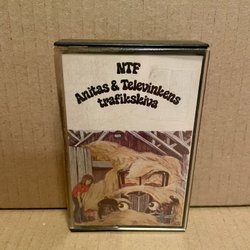 NTF
Anitas & Televinkens
trafikskiva